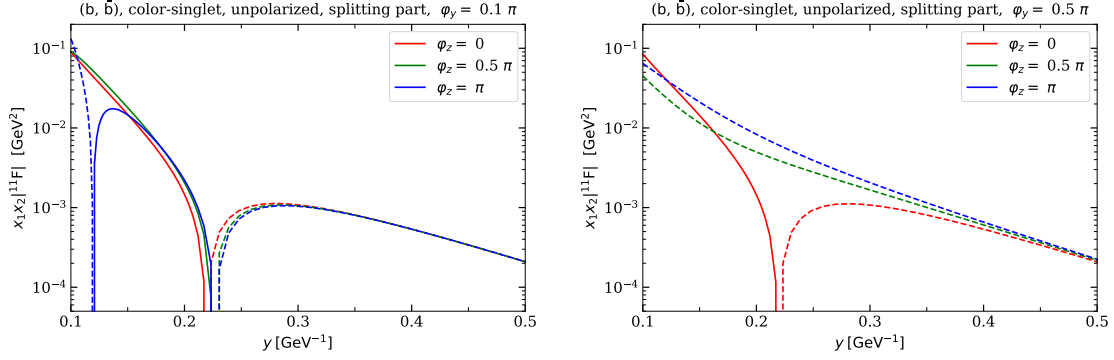 (b, b̄), color-singlet, unpolarized, splitting part, φy = 0.1 π
x₁x₂|¹¹F| [GeV²]
10⁻¹
10⁻²
10⁻³
10⁻⁴
φz = 0
φz = 0.5 π
φz = π
0.1 0.2 0.3 0.4 0.5
y [GeV⁻¹]
(b, b̄), color-singlet, unpolarized, splitting part, φy = 0.5 π
x₁x₂|¹¹F| [GeV²]
10⁻¹
10⁻²
10⁻³
10⁻⁴
φz = 0
φz = 0.5 π
φz = π
0.1 0.2 0.3 0.4 0.5
y [GeV⁻¹]